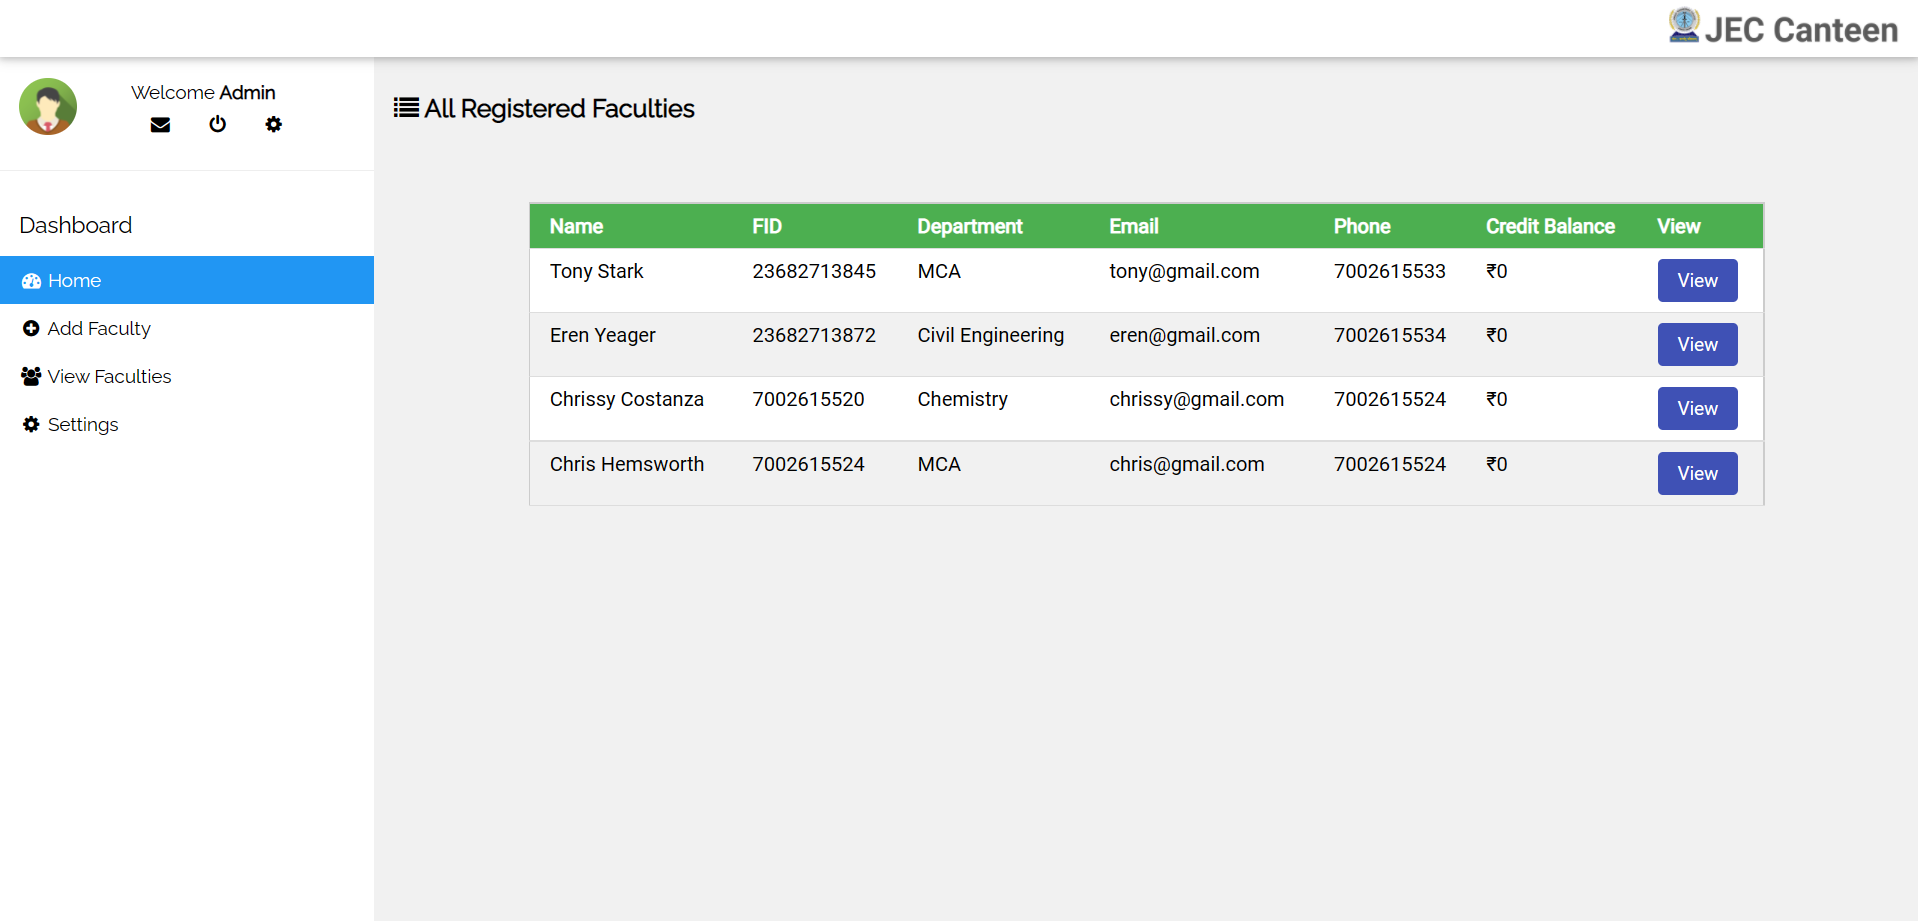 JEC Canteen
Welcome Admin
Dashboard
Home
Add Faculty
View Faculties
Settings
All Registered Faculties
Name FID Department Email Phone Credit Balance View
Tony Stark 23682713845 MCA tony@gmail.com 7002615533 ₹0 View
Eren Yeager 23682713872 Civil Engineering eren@gmail.com 7002615534 ₹0 View
Chrissy Costanza 7002615520 Chemistry chrissy@gmail.com 7002615524 ₹0 View
Chris Hemsworth 7002615524 MCA chris@gmail.com 7002615524 ₹0 View